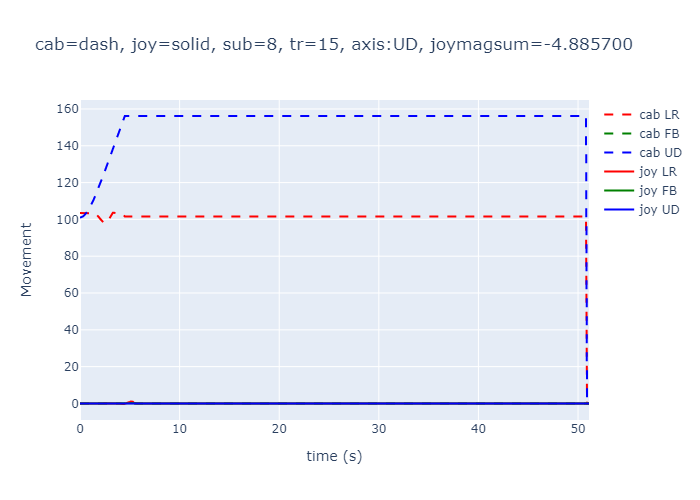 cab=dash, joy=solid, sub=8, tr=15, axis:UD, joymagsum=-4.885700
160
140
120
100
80
60
40
20
0
Movement
0 10 20 30 40 50
time (s)
cab LR
cab FB
cab UD
joy LR
joy FB
joy UD